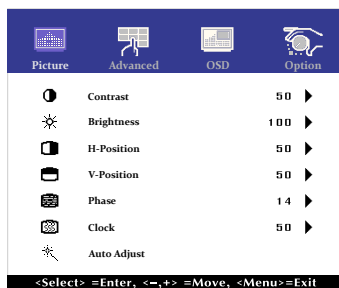 Picture Advanced OSD Option
Contrast 50
Brightness 100
H-Position 50
V-Position 50
Phase 14
Clock 50
Auto Adjust
<Select> =Enter, <-,+> =Move, <Menu>=Exit